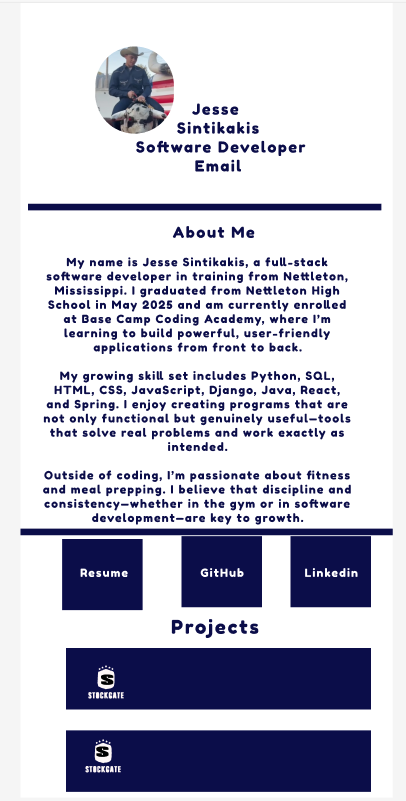 Jesse
Sintikakis
Software Developer
Email
About Me
My name is Jesse Sintikakis, a full-stack
software developer in training from Nettleton,
Mississippi. I graduated from Nettleton High
School in May 2025 and am currently enrolled
at Base Camp Coding Academy, where I'm
learning to build powerful, user-friendly
applications from front to back.
My growing skill set includes Python, SQL,
HTML, CSS, JavaScript, Django, Java, React,
and Spring. I enjoy creating programs that are
not only functional but genuinely useful—tools
that solve real problems and work exactly as
intended.
Outside of coding, I'm passionate about fitness
and meal prepping. I believe that discipline and
consistency—whether in the gym or in software
development—are key to growth.
Resume
GitHub
Linkedin
Projects
S
STOCKGATE
S
STOCKGATE